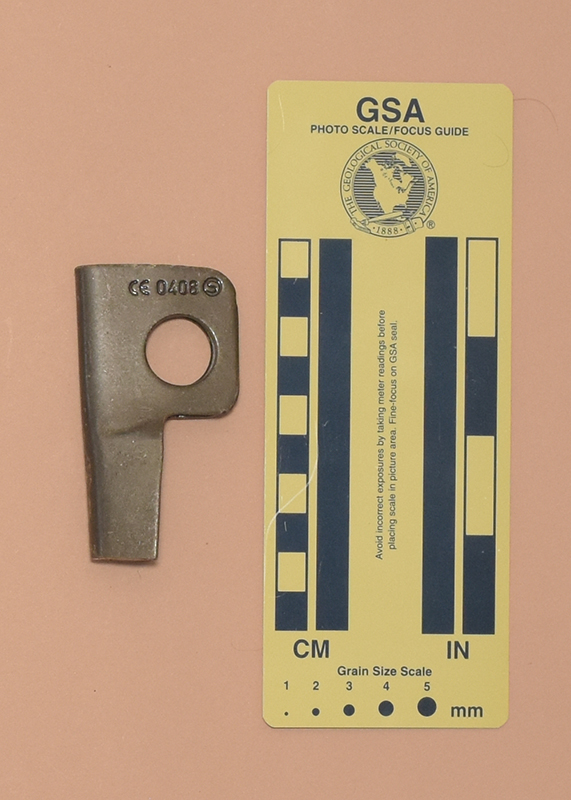 GSA
PHOTO SCALE/FOCUS GUIDE
THE GEOLOGICAL SOCIETY OF AMERICA
·1888·
®
CE 0408 S
Avoid incorrect exposures by taking meter readings before
placing scale in picture area. Fine-focus on GSA seal.
CM
IN
Grain Size Scale
1 2 3 4 5
mm